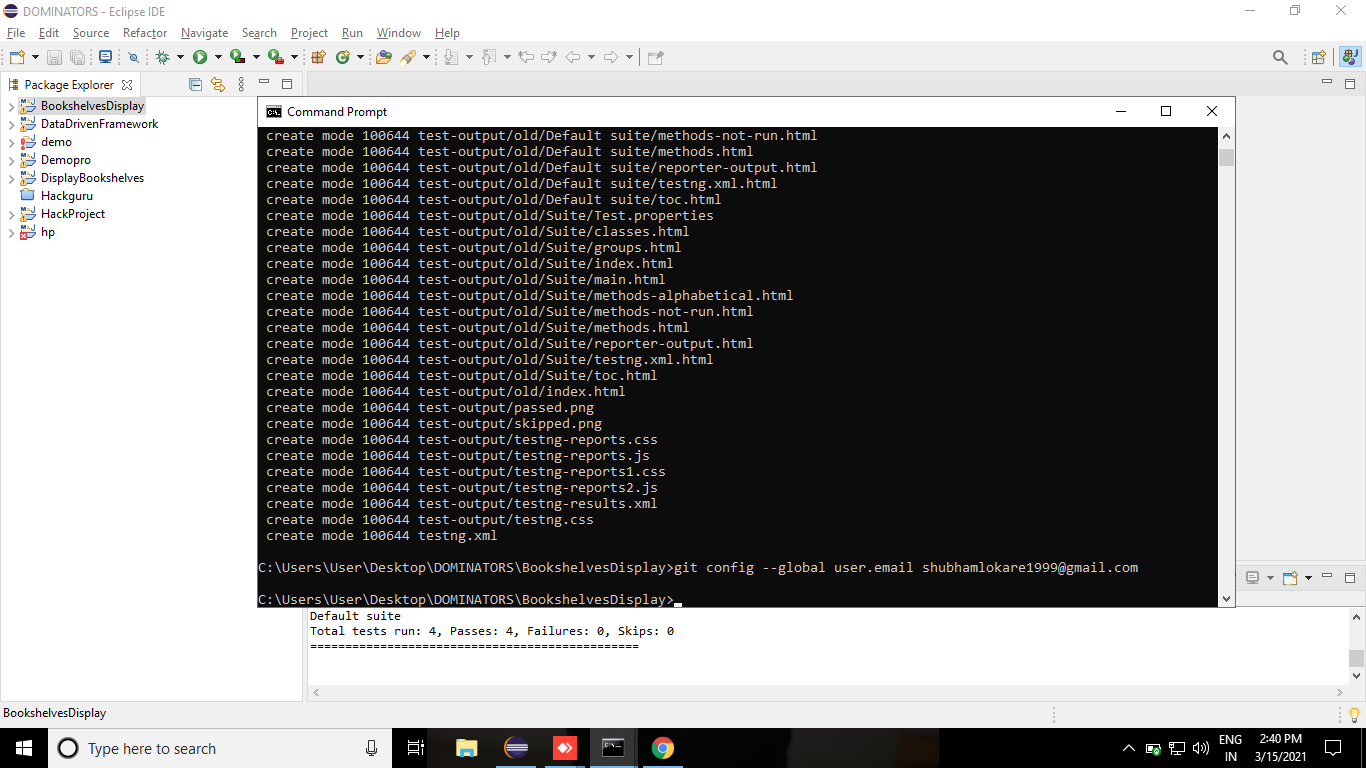 DOMINATORS - Eclipse IDE
File Edit Source Refactor Navigate Search Project Run Window Help
Package Explorer
BookshelvesDisplay
DataDrivenFramework
demo
Demopro
DisplayBookshelves
Hackguru
HackProject
hp
Command Prompt
create mode 100644 test-output/old/Default suite/methods-not-run.html
create mode 100644 test-output/old/Default suite/methods.html
create mode 100644 test-output/old/Default suite/reporter-output.html
create mode 100644 test-output/old/Default suite/testng.xml.html
create mode 100644 test-output/old/Default suite/toc.html
create mode 100644 test-output/old/Suite/Test.properties
create mode 100644 test-output/old/Suite/classes.html
create mode 100644 test-output/old/Suite/groups.html
create mode 100644 test-output/old/Suite/index.html
create mode 100644 test-output/old/Suite/main.html
create mode 100644 test-output/old/Suite/methods-alphabetical.html
create mode 100644 test-output/old/Suite/methods-not-run.html
create mode 100644 test-output/old/Suite/methods.html
create mode 100644 test-output/old/Suite/reporter-output.html
create mode 100644 test-output/old/Suite/testng.xml.html
create mode 100644 test-output/old/Suite/toc.html
create mode 100644 test-output/old/index.html
create mode 100644 test-output/passed.png
create mode 100644 test-output/skipped.png
create mode 100644 test-output/testng-reports.css
create mode 100644 test-output/testng-reports.js
create mode 100644 test-output/testng-reports1.css
create mode 100644 test-output/testng-reports2.js
create mode 100644 test-output/testng-results.xml
create mode 100644 test-output/testng.css
create mode 100644 testng.xml
C:\Users\User\Desktop\DOMINATORS\BookshelvesDisplay>git config --global user.email shubhamlokare1999@gmail.com
C:\Users\User\Desktop\DOMINATORS\BookshelvesDisplay>
Default suite
Total tests run: 4, Passes: 4, Failures: 0, Skips: 0
===============================================
BookshelvesDisplay
Type here to search
ENG
IN
2:40 PM
3/15/2021